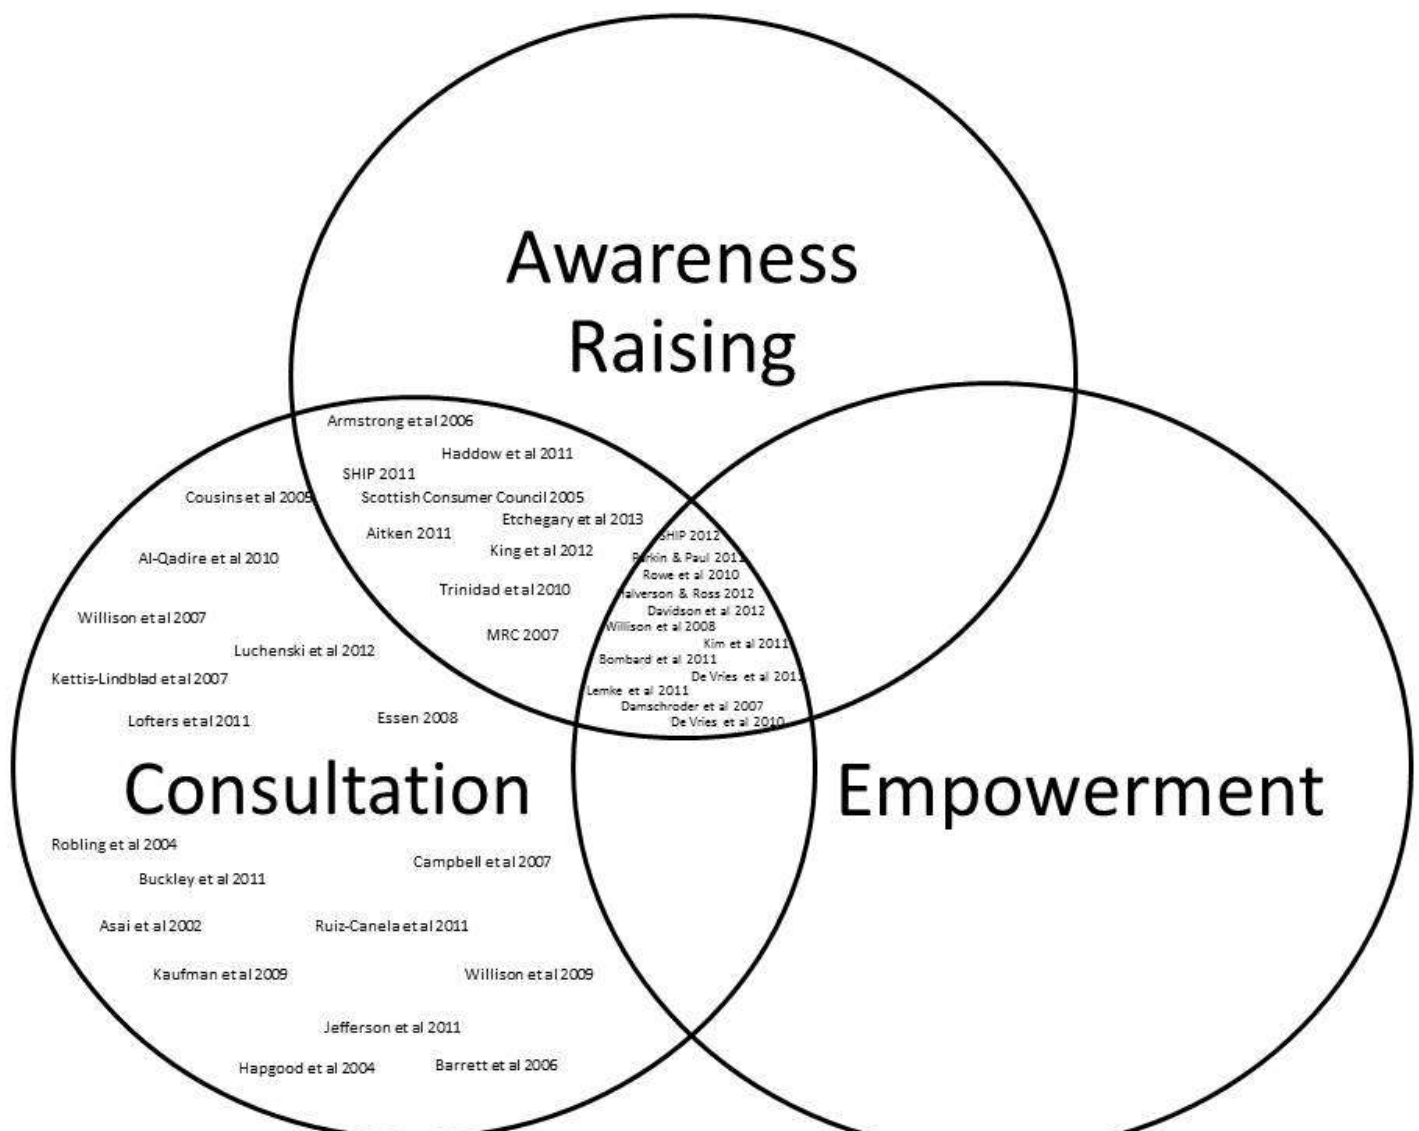 Awareness
Raising
Armstrong et al 2006
Haddow et al 2011
SHIP 2011
Cousins et al 2005
Scottish Consumer Council 2005
Etchegary et al 2013
Aitken 2011
SHIP 2012
King et al 2012
Al-Qadire et al 2010
& Paul 2011
Rowe et al 2010
Trinidad et al 2010
& Ross 2012
Davidson et al 2012
Willison et al 2007
Willison et al 2008
MRC 2007
Kim et al 2011
Luchenski et al 2012
Bombard et al 2011
Kettis-Lindblad et al 2007
De Vries et al
Lemke et al 2011
Damschroder et al 2007
Lofters et al 2011
Essen 2008
De Vries et al 2010
Consultation
Empowerment
Robling et al 2004
Campbell et al 2007
Buckley et al 2011
Asai et al 2002
Ruiz-Canela et al 2011
Kaufman et al 2009
Willison et al 2009
Jefferson et al 2011
Hapgood et al 2004
Barrett et al 2006